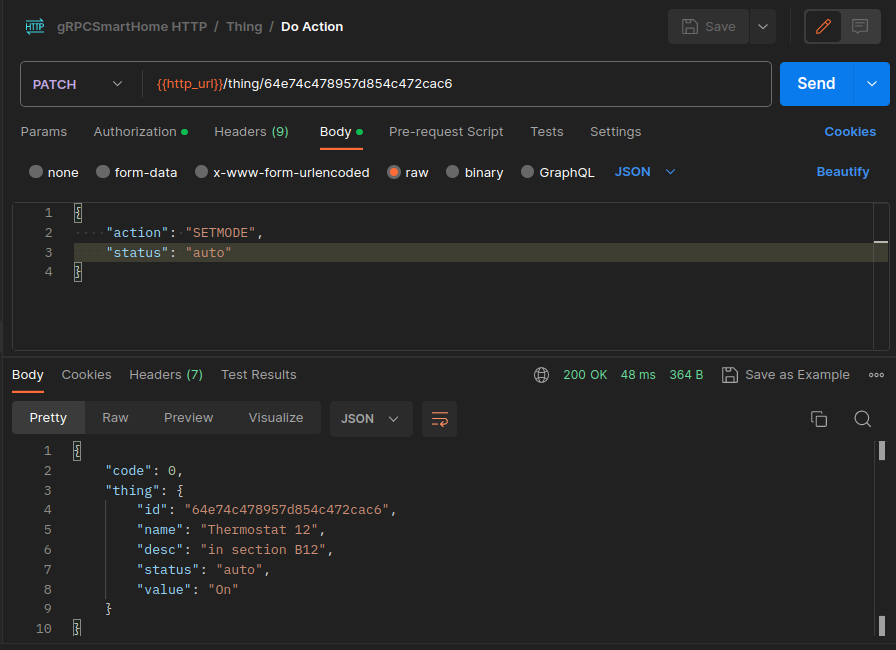 HTTP gRPCSmartHome HTTP / Thing / Do Action Save
PATCH {{http_url}}/thing/64e74c478957d854c472cac6 Send
Params Authorization Headers (9) Body Pre-request Script Tests Settings Cookies
none form-data x-www-form-urlencoded raw binary GraphQL JSON Beautify
1 {
2 "action": "SETMODE",
3 "status": "auto"
4 }
Body Cookies Headers (7) Test Results 200 OK 48 ms 364 B Save as Example
Pretty Raw Preview Visualize JSON
1 {
2 "code": 0,
3 "thing": {
4 "id": "64e74c478957d854c472cac6",
5 "name": "Thermostat 12",
6 "desc": "in section B12",
7 "status": "auto",
8 "value": "On"
9 }
10 }